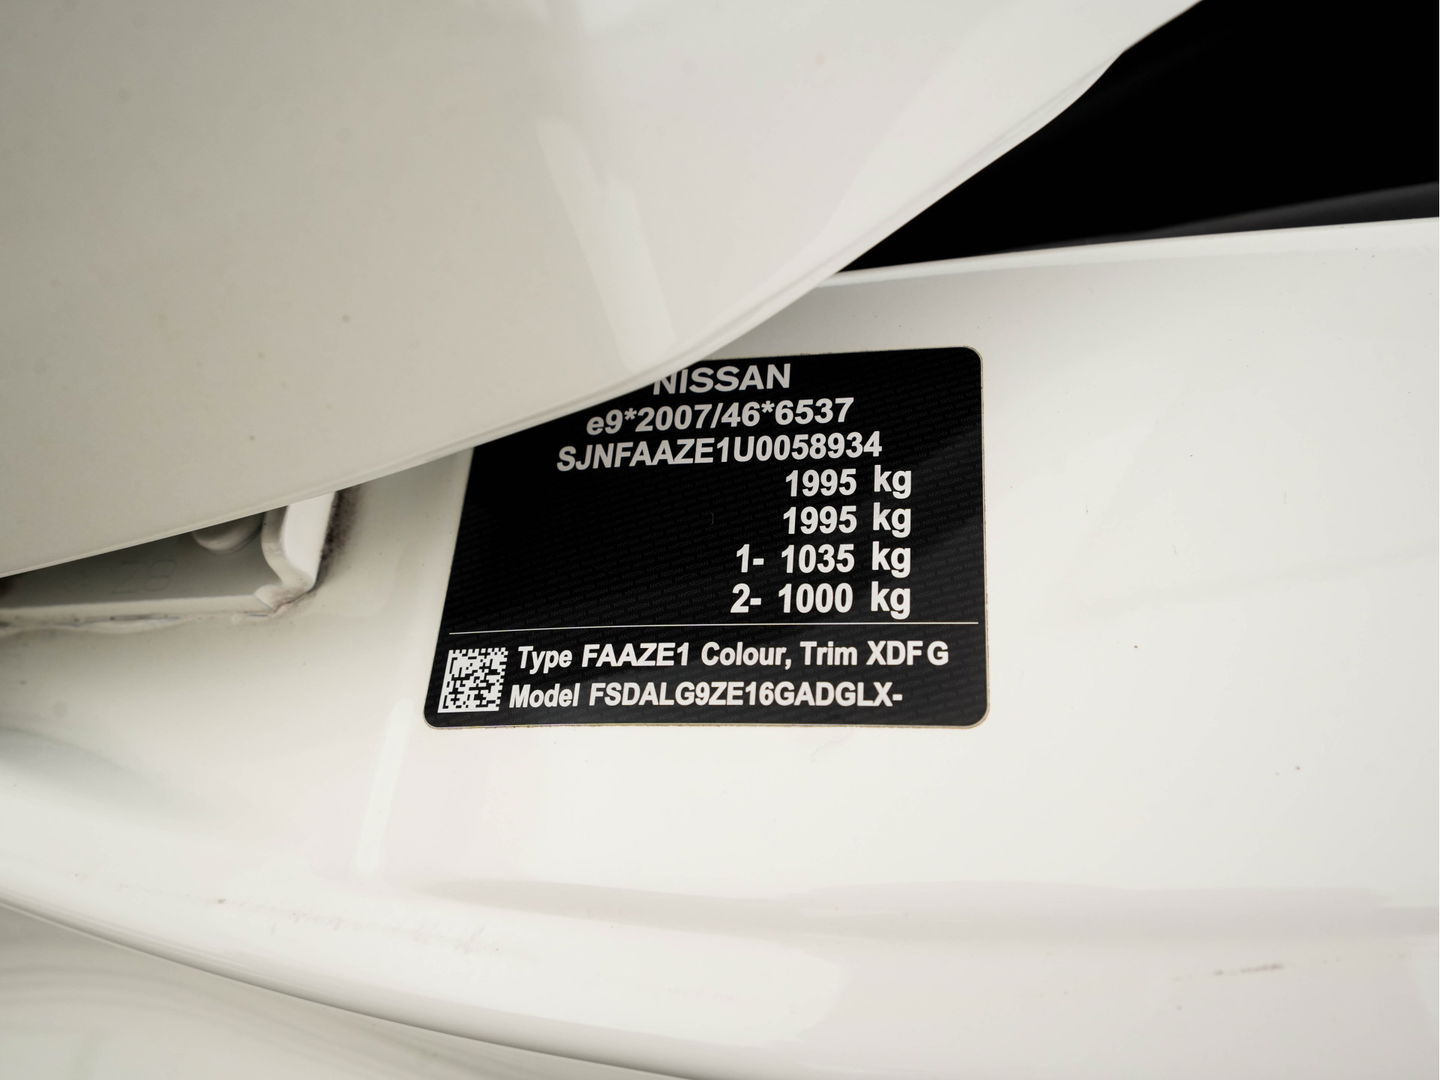 NISSAN
e9*2007/46*6537
SJNFAAZE1U0058934
1995 kg
1995 kg
1- 1035 kg
2- 1000 kg
Type FAAZE1 Colour, Trim XDF G
Model FSDALG9ZE16GADGLX-